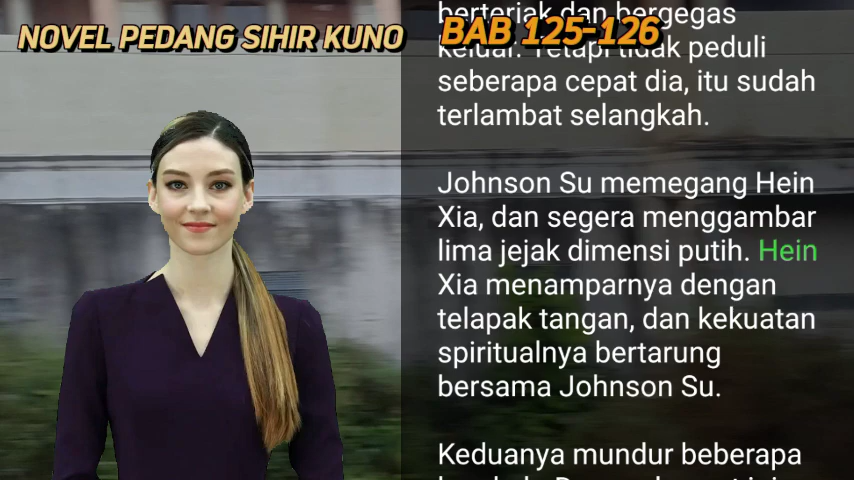 NOVEL PEDANG SIHIR KUNO
BAB 125-126
berteriak dan bergegas
keluar. Tetapi tidak peduli
seberapa cepat dia, itu sudah
terlambat selangkah.
Johnson Su memegang Hein
Xia, dan segera menggambar
lima jejak dimensi putih. Hein
Xia menamparnya dengan
telapak tangan, dan kekuatan
spiritualnya bertarung
bersama Johnson Su.
Keduanya mundur beberapa